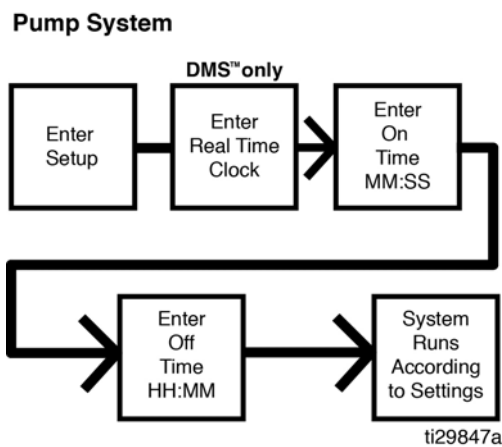 Pump System
DMS™only
Enter
Setup
Enter
Real Time
Clock
Enter
On
Time
MM:SS
Enter
Off
Time
HH:MM
System
Runs
According
to Settings
ti29847a